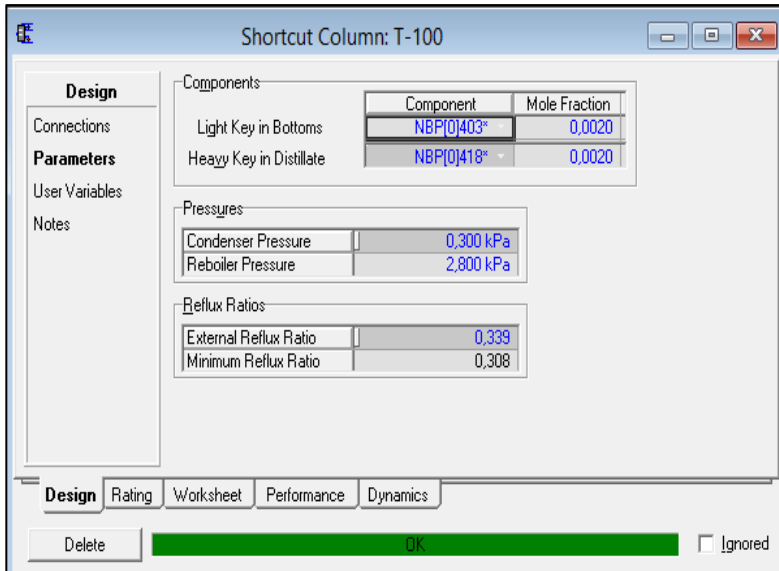 Shortcut Column: T-100
Design
Connections
Parameters
User Variables
Notes
Components
Component Mole Fraction
Light Key in Bottoms NBP[0]403* 0,0020
Heavy Key in Distillate NBP[0]418* 0,0020
Pressures
Condenser Pressure 0,300 kPa
Reboiler Pressure 2,800 kPa
Reflux Ratios
External Reflux Ratio 0,339
Minimum Reflux Ratio 0,308
Design Rating Worksheet Performance Dynamics
Delete OK Ignored